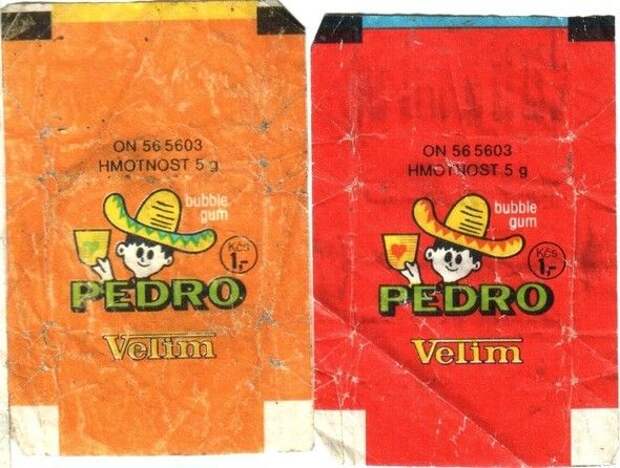 ON 56 5603
HMOTNOST 5 g
bubble
gum
Kčs
1,-
PEDRO
Velim
ON 56 5603
HMOTNOST 5 g
bubble
gum
Kčs
1,-
PEDRO
Velim